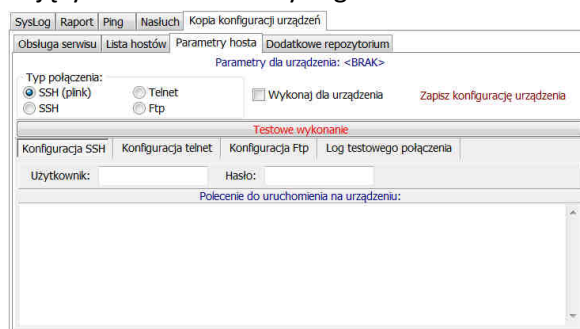 SysLog Raport Ping Nasłuch Kopia konfiguracji urządzeń
Obsługa serwisu Lista hostów Parametry hosta Dodatkowe repozytorium
Parametry dla urządzenia: <BRAK>
Typ połączenia:
SSH (plink) Telnet Wykonaj dla urządzenia Zapisz konfigurację urządzenia
SSH Ftp
Testowe wykonanie
Konfiguracja SSH Konfiguracja telnet Konfiguracja Ftp Log testowego połączenia
Użytkownik: Hasło:
Polecenie do uruchomienia na urządzeniu: